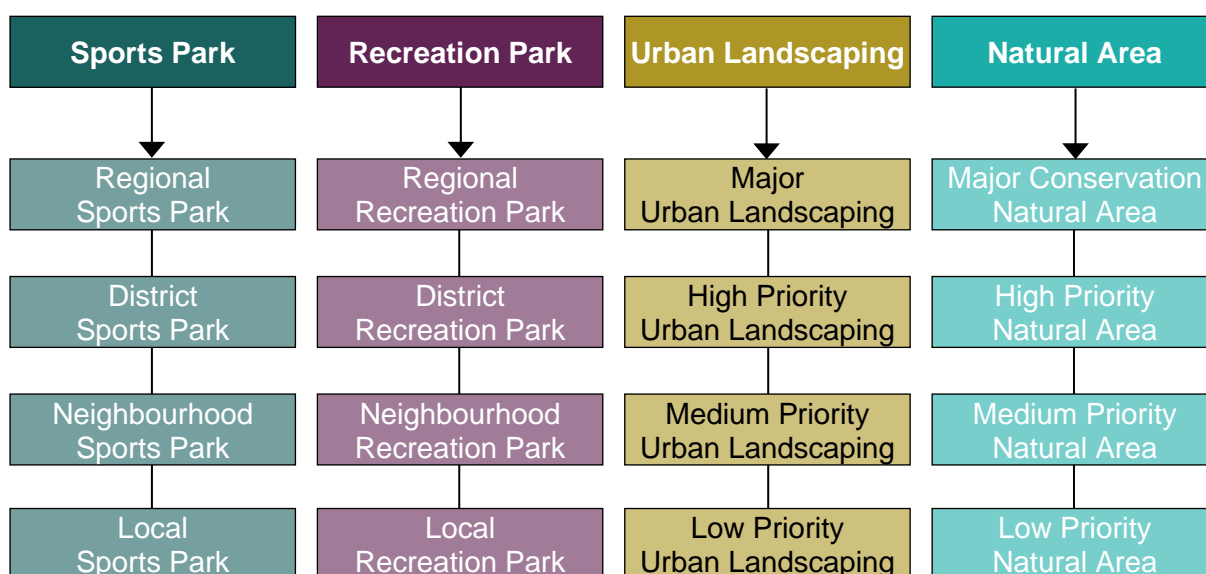 Sports Park
Recreation Park
Urban Landscaping
Natural Area
Regional
Sports Park
Regional
Recreation Park
Major
Urban Landscaping
Major Conservation
Natural Area
District
Sports Park
District
Recreation Park
High Priority
Urban Landscaping
High Priority
Natural Area
Neighbourhood
Sports Park
Neighbourhood
Recreation Park
Medium Priority
Urban Landscaping
Medium Priority
Natural Area
Local
Sports Park
Local
Recreation Park
Low Priority
Urban Landscaping
Low Priority
Natural Area